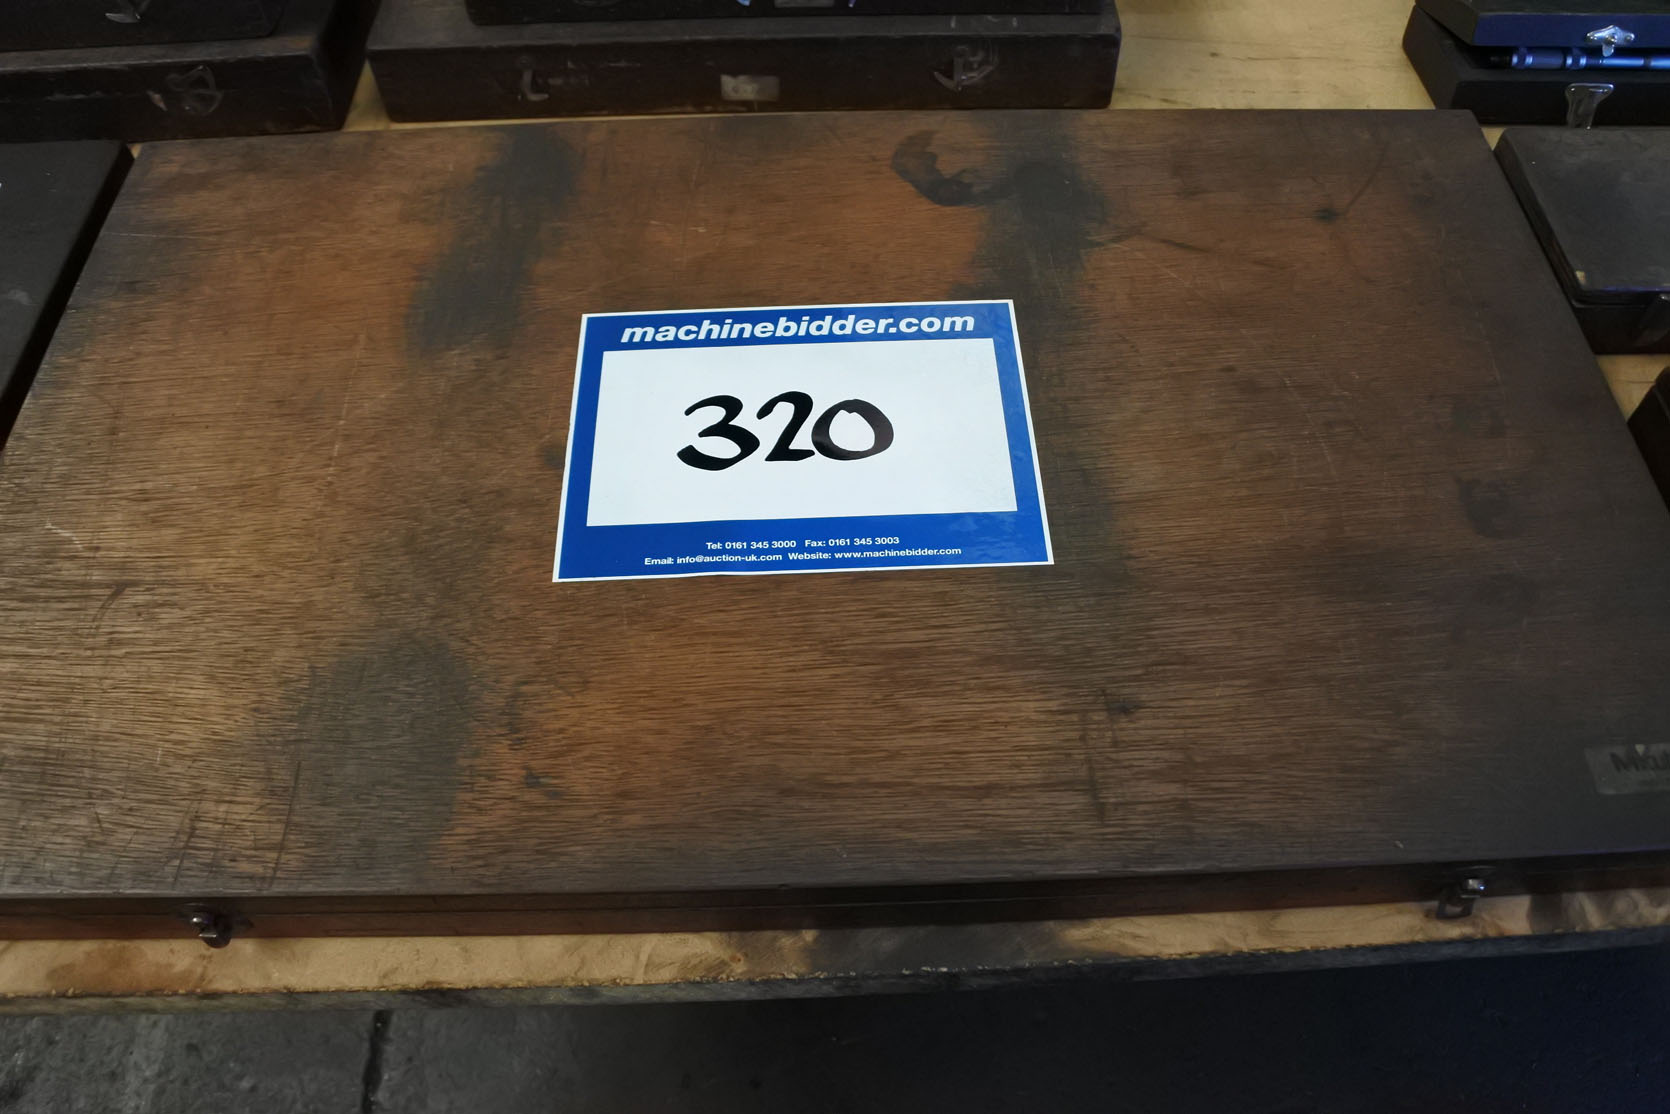 machinebidder.com
320
Tel: 0161 345 3000 Fax: 0161 345 3003
Email: info@auction-uk.com Website: www.machinebidder.com